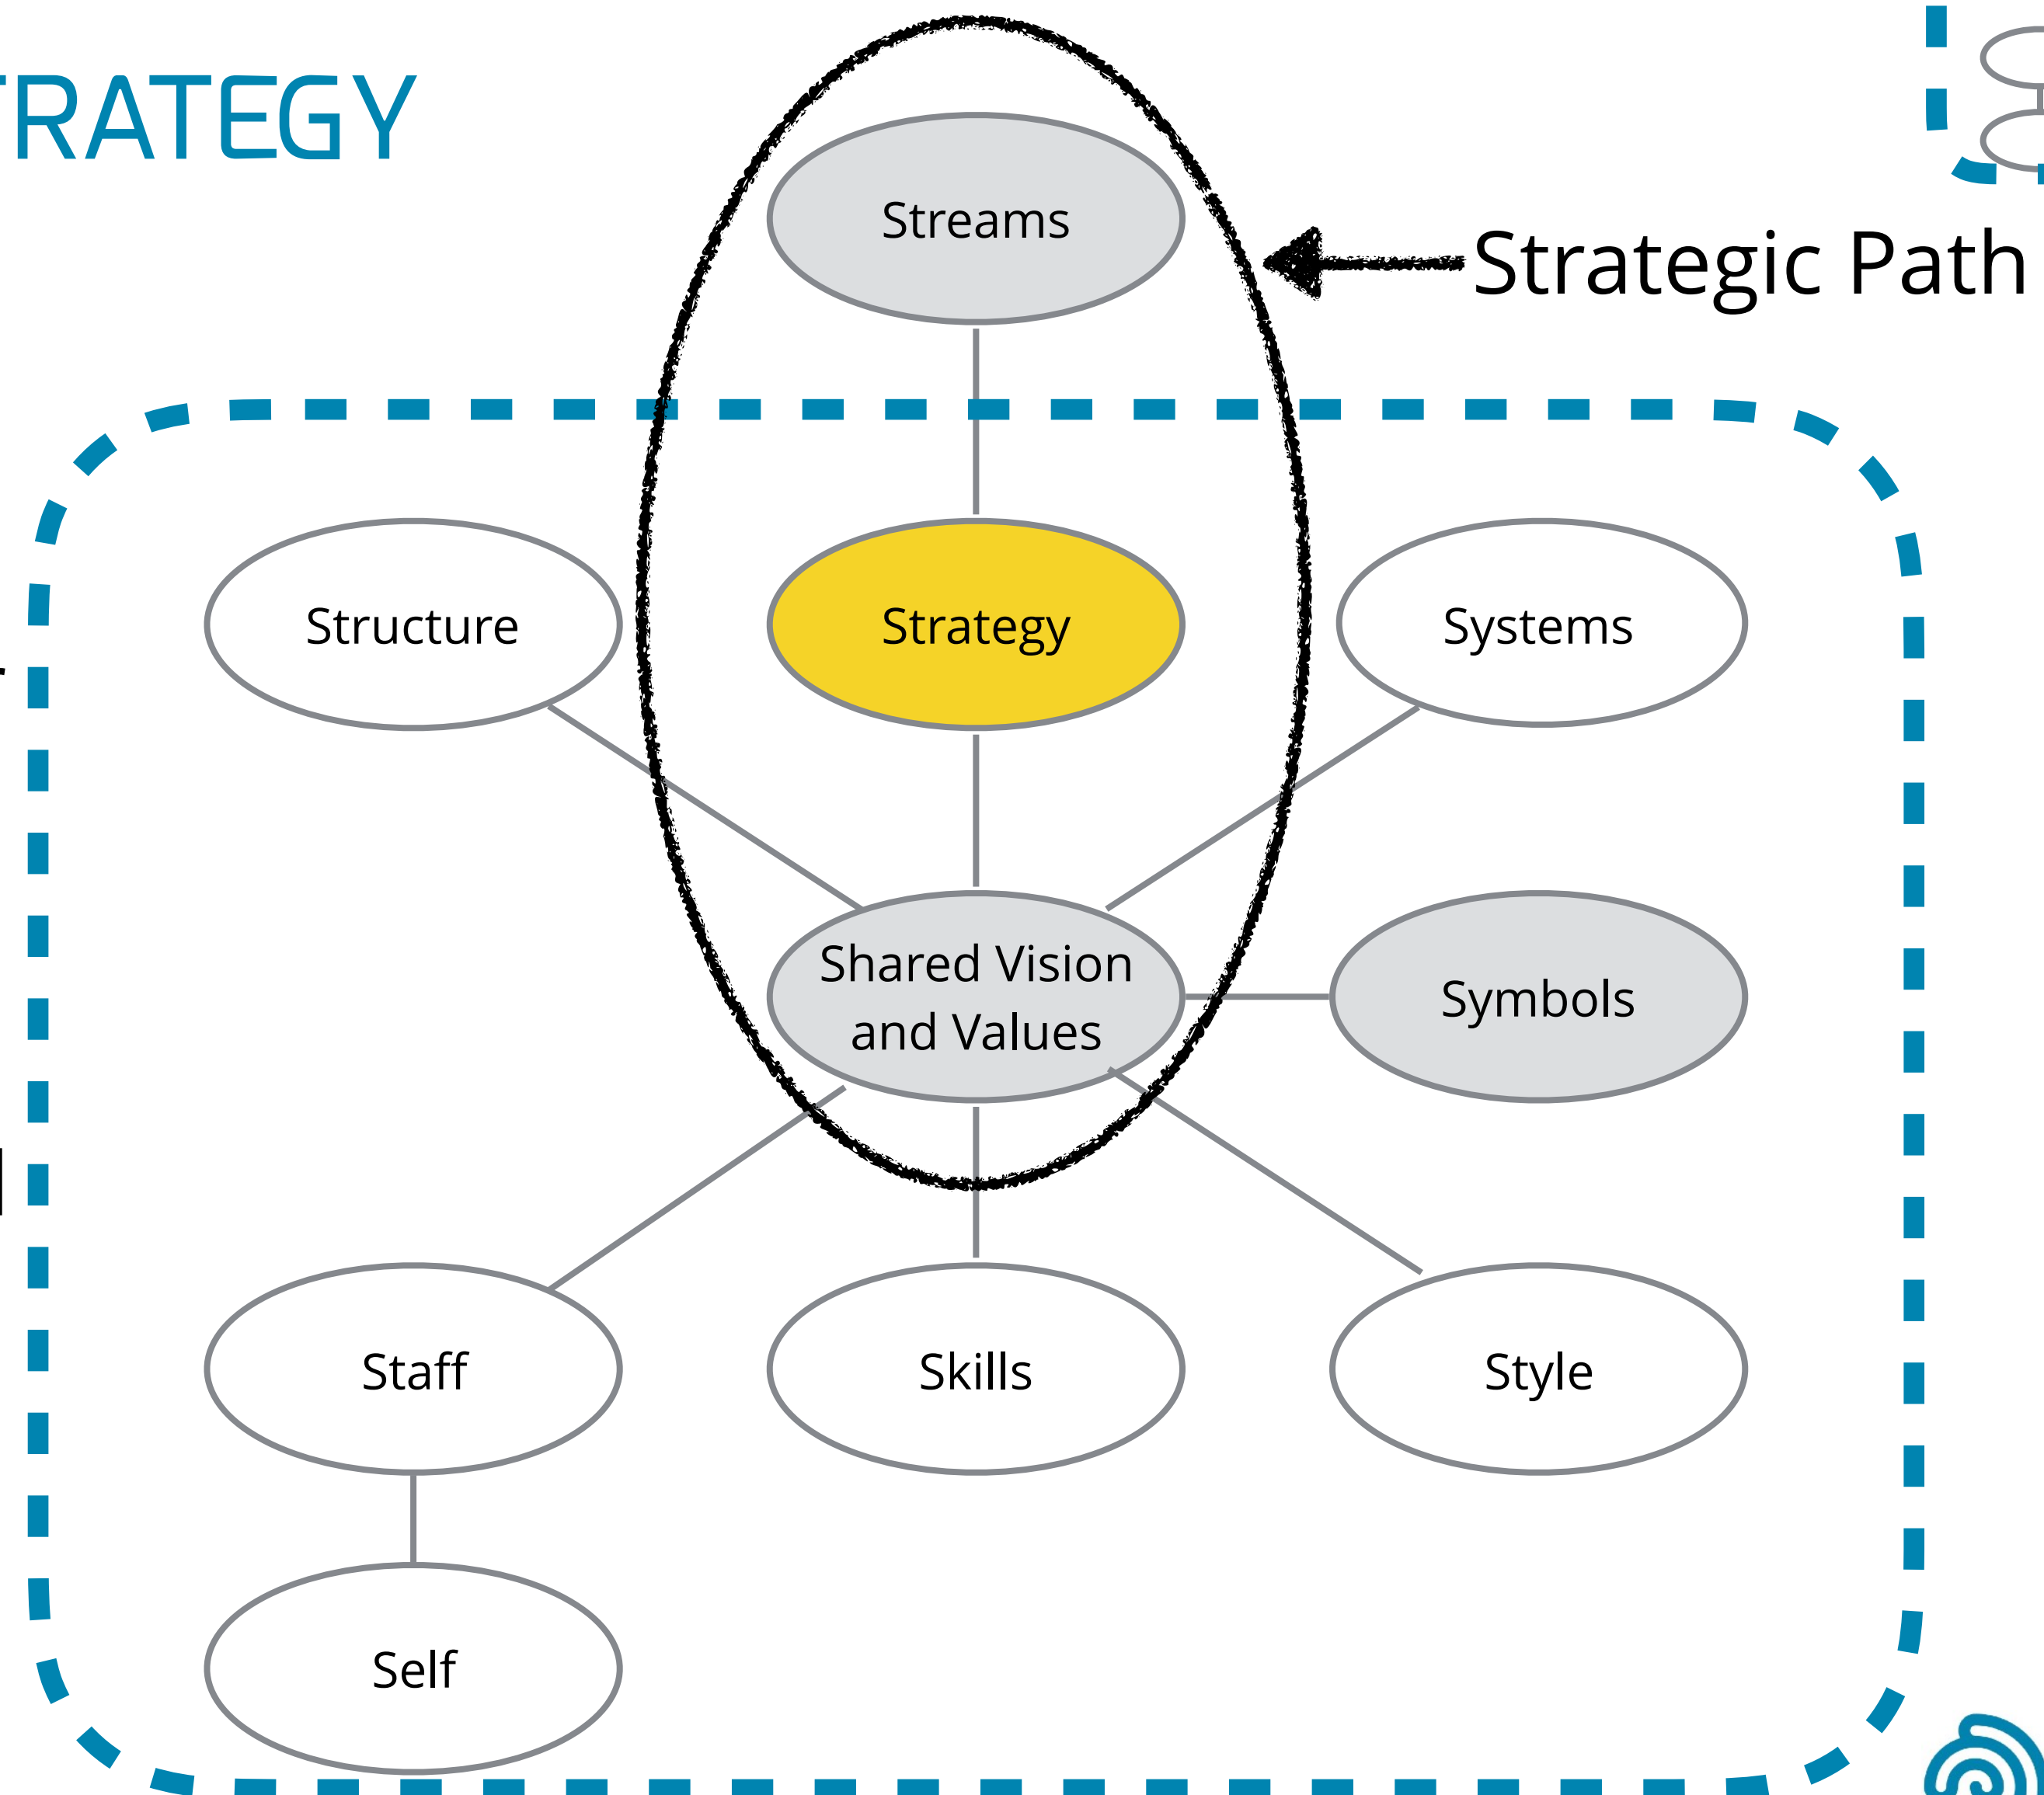 TRATEGY
Streams
Strategic Path
Structure
Strategy
Systems
Shared Vision
and Values
Symbols
Staff
Skills
Style
Self